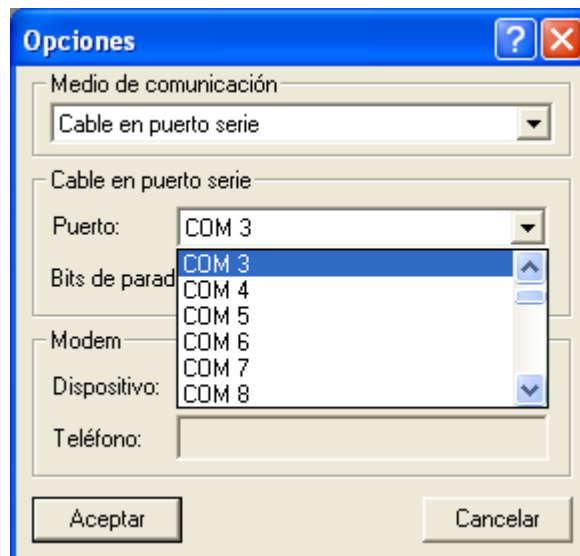 Opciones
Medio de comunicación
Cable en puerto serie
Cable en puerto serie
Puerto: COM 3
COM 3
Bits de parad
COM 4
COM 5
COM 6
Modem
COM 7
Dispositivo:
COM 8
Teléfono:
Aceptar Cancelar